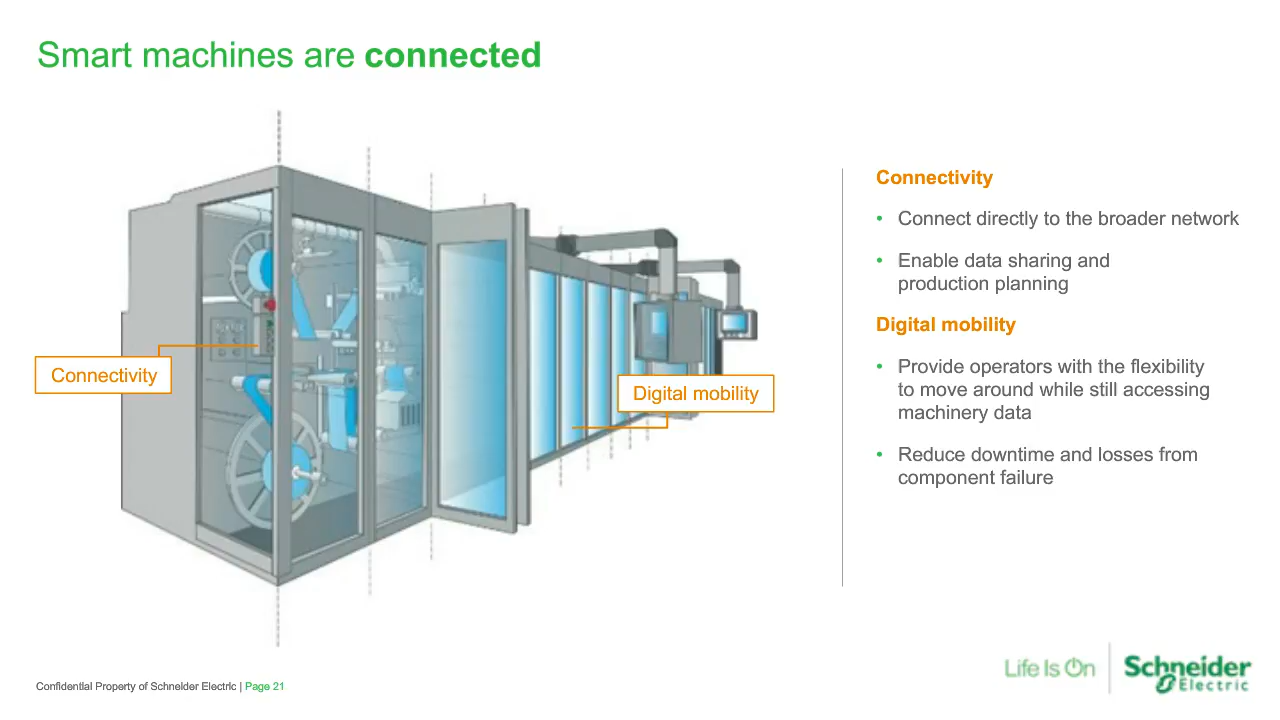 Smart machines are connected
Connectivity
Digital mobility
Connectivity
• Connect directly to the broader network
• Enable data sharing and
production planning
Digital mobility
• Provide operators with the flexibility
to move around while still accessing
machinery data
• Reduce downtime and losses from
component failure
Confidential Property of Schneider Electric | Page 21
Life Is On
Schneider
Electric